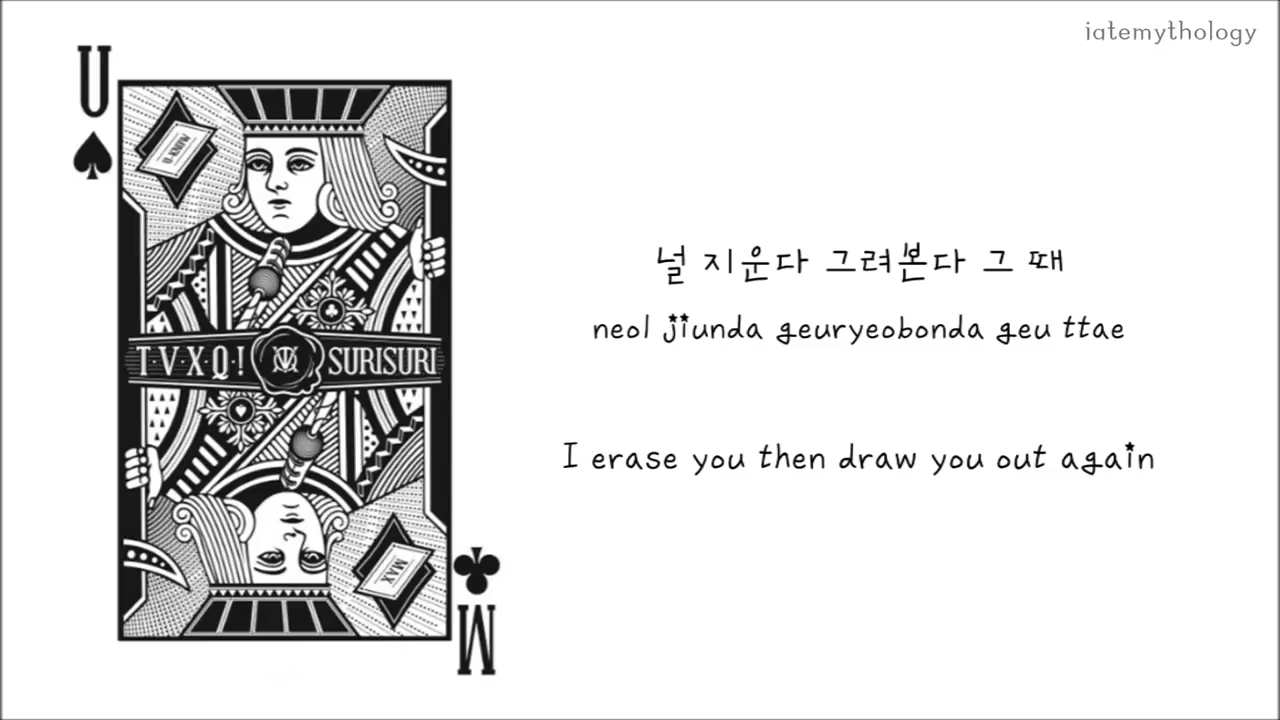 iatemythology
U
U-KNOW
T·V·X·Q! SURISURI
MAX
M
널 지운다 그려본다 그 때
neol jiunda geuryeobonda geu ttae
I erase you then draw you out again